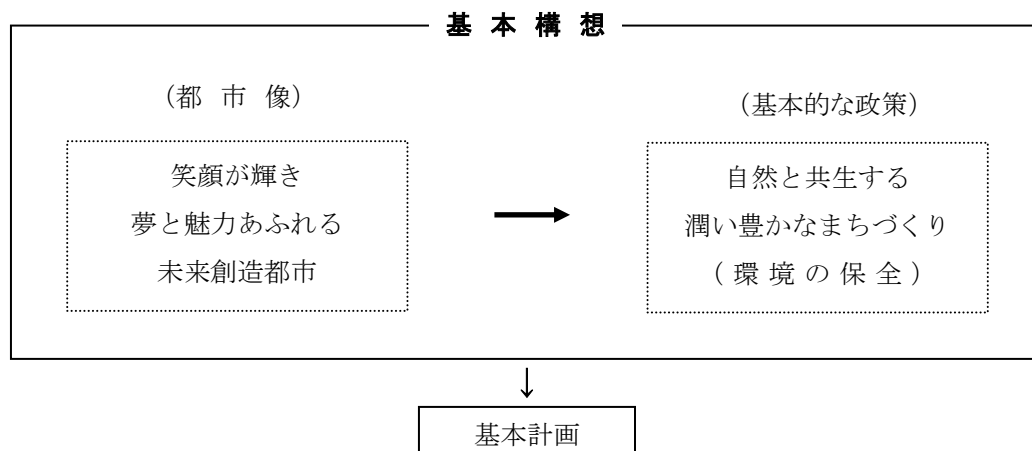 基本構想
(都市像)
笑顔が輝き
夢と魅力あふれる
未来創造都市
(基本的な政策)
自然と共生する
潤い豊かなまちづくり
(環境の保全)
基本計画